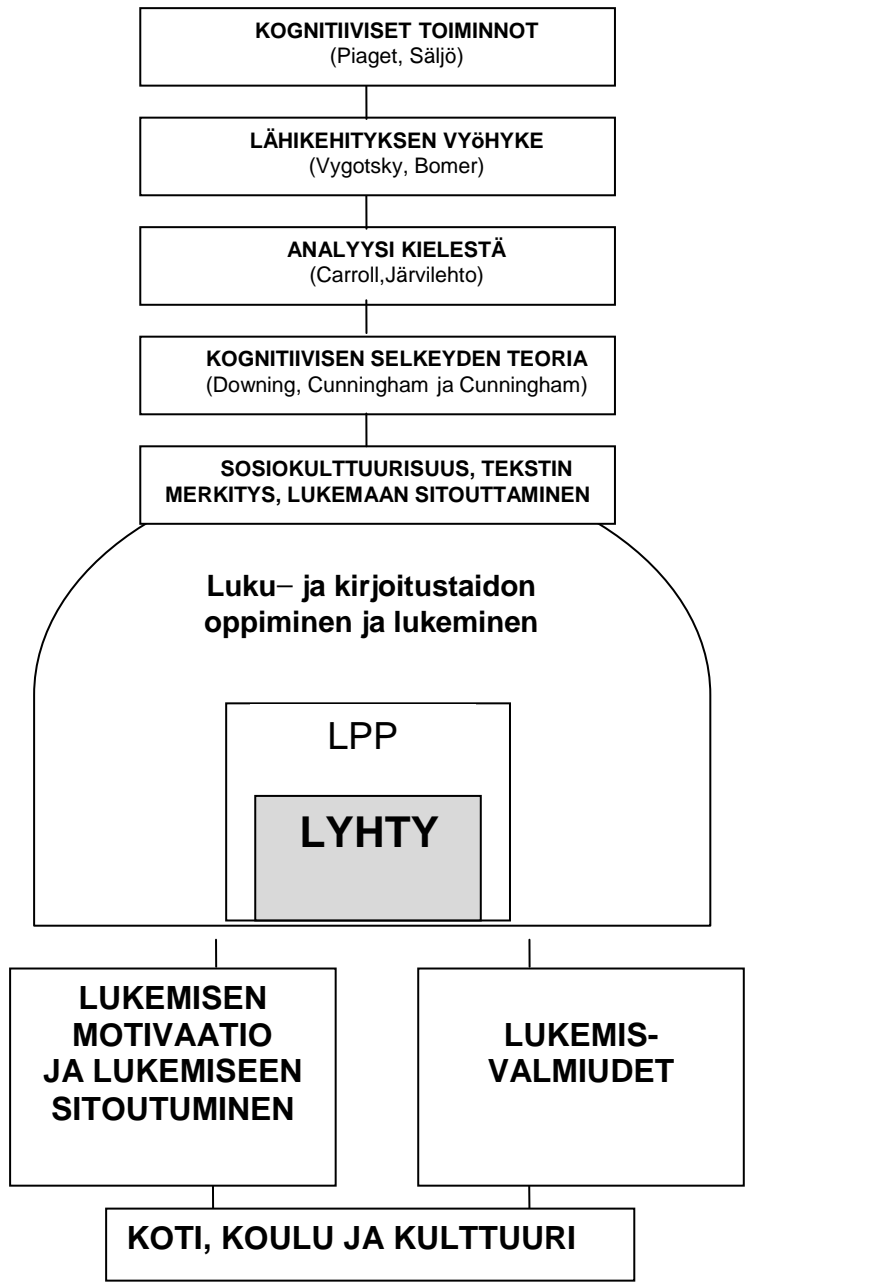 KOGNITIIVISET TOIMINNOT
(Piaget, Säljö)
LÄHIKEHITYKSEN VYöHYKE
(Vygotsky, Bomer)
ANALYYSI KIELESTÄ
(Carroll,Järvilehto)
KOGNITIIVISEN SELKEYDEN TEORIA
(Downing, Cunningham ja Cunningham)
SOSIOKULTTUURISUUS, TEKSTIN
MERKITYS, LUKEMAAN SITOUTTAMINEN
Luku– ja kirjoitustaidon
oppiminen ja lukeminen
LPP
LYHTY
LUKEMISEN
MOTIVAATIO
JA LUKEMISEEN
SITOUTUMINEN
LUKEMIS-
VALMIUDET
KOTI, KOULU JA KULTTUURI